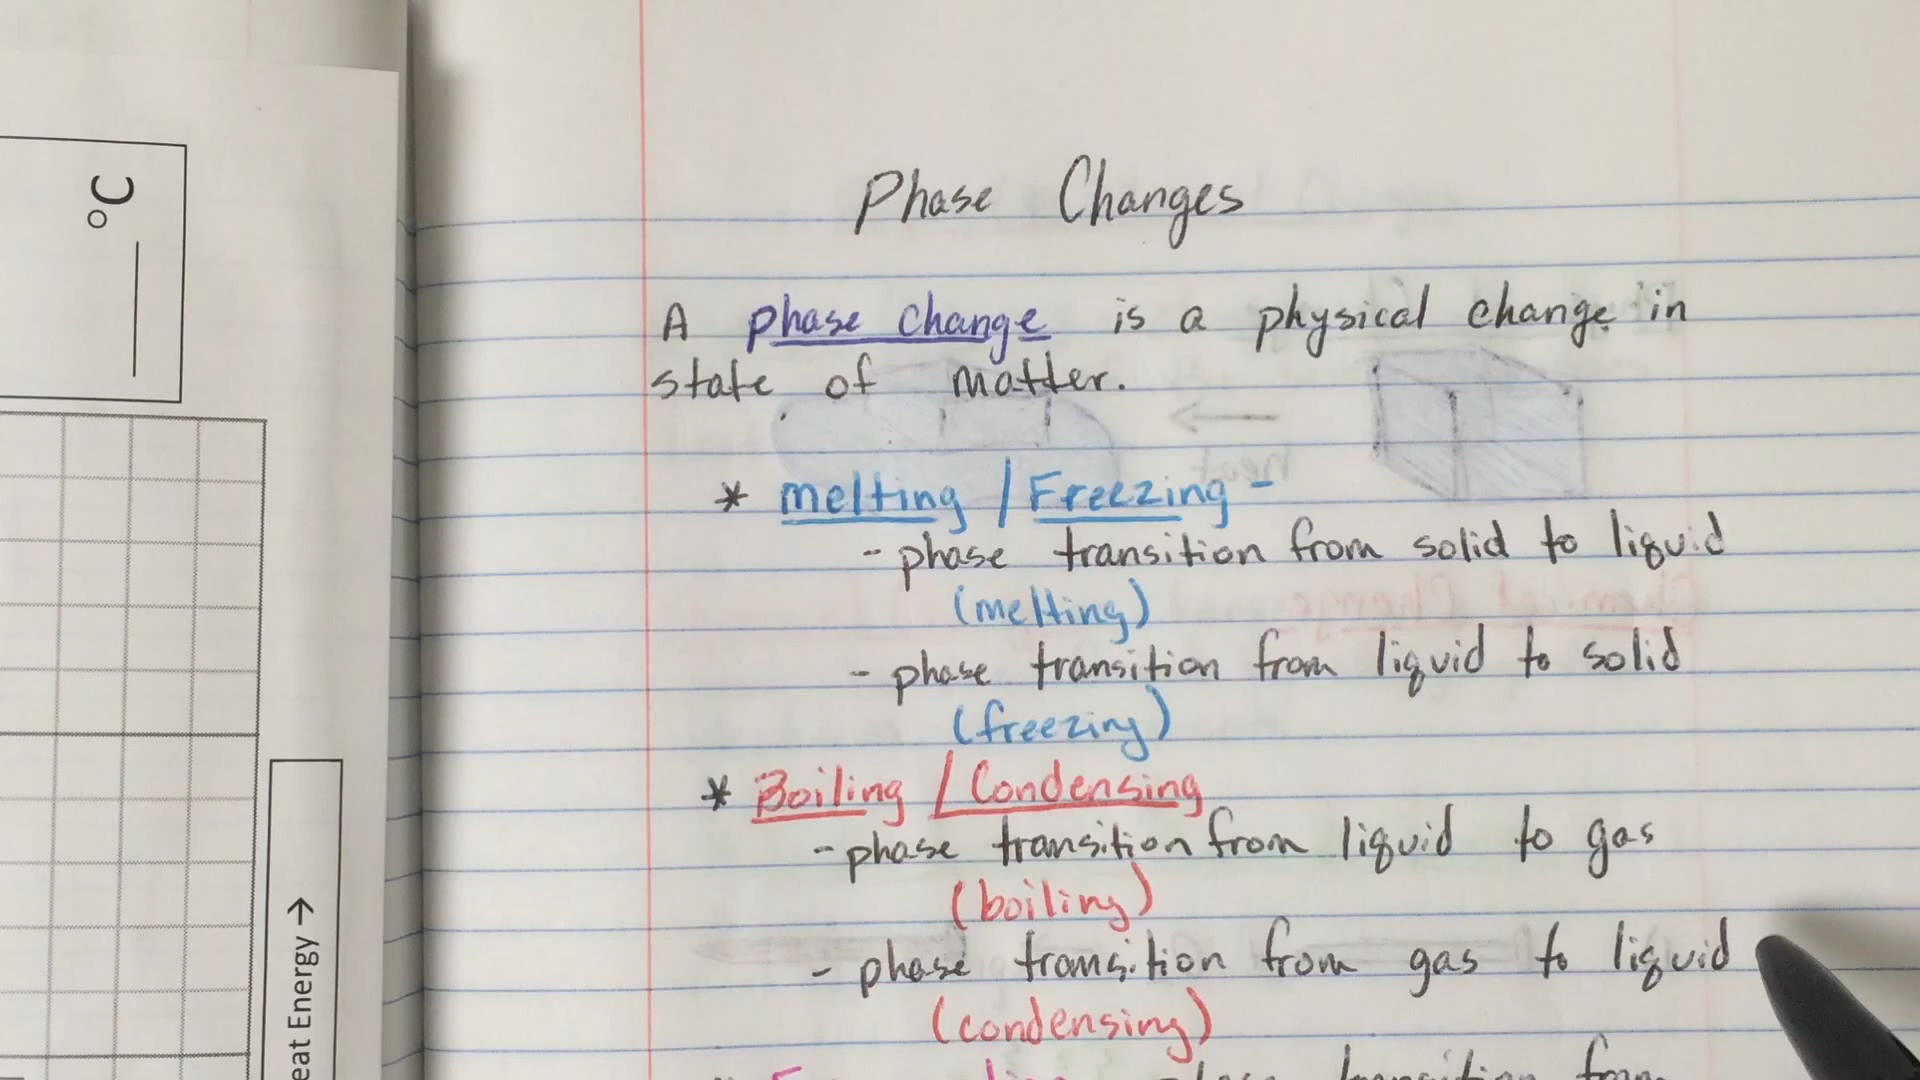 °C
eat Energy →
Phase Changes
A phase change is a physical change in
state of matter.
* Melting / Freezing -
- phase transition from solid to liquid
(melting)
- phase transition from liquid to solid
(freezing)
* Boiling / Condensing
- phase transition from liquid to gas
(boiling)
- phase transition from gas to liquid
(condensing)
transition from